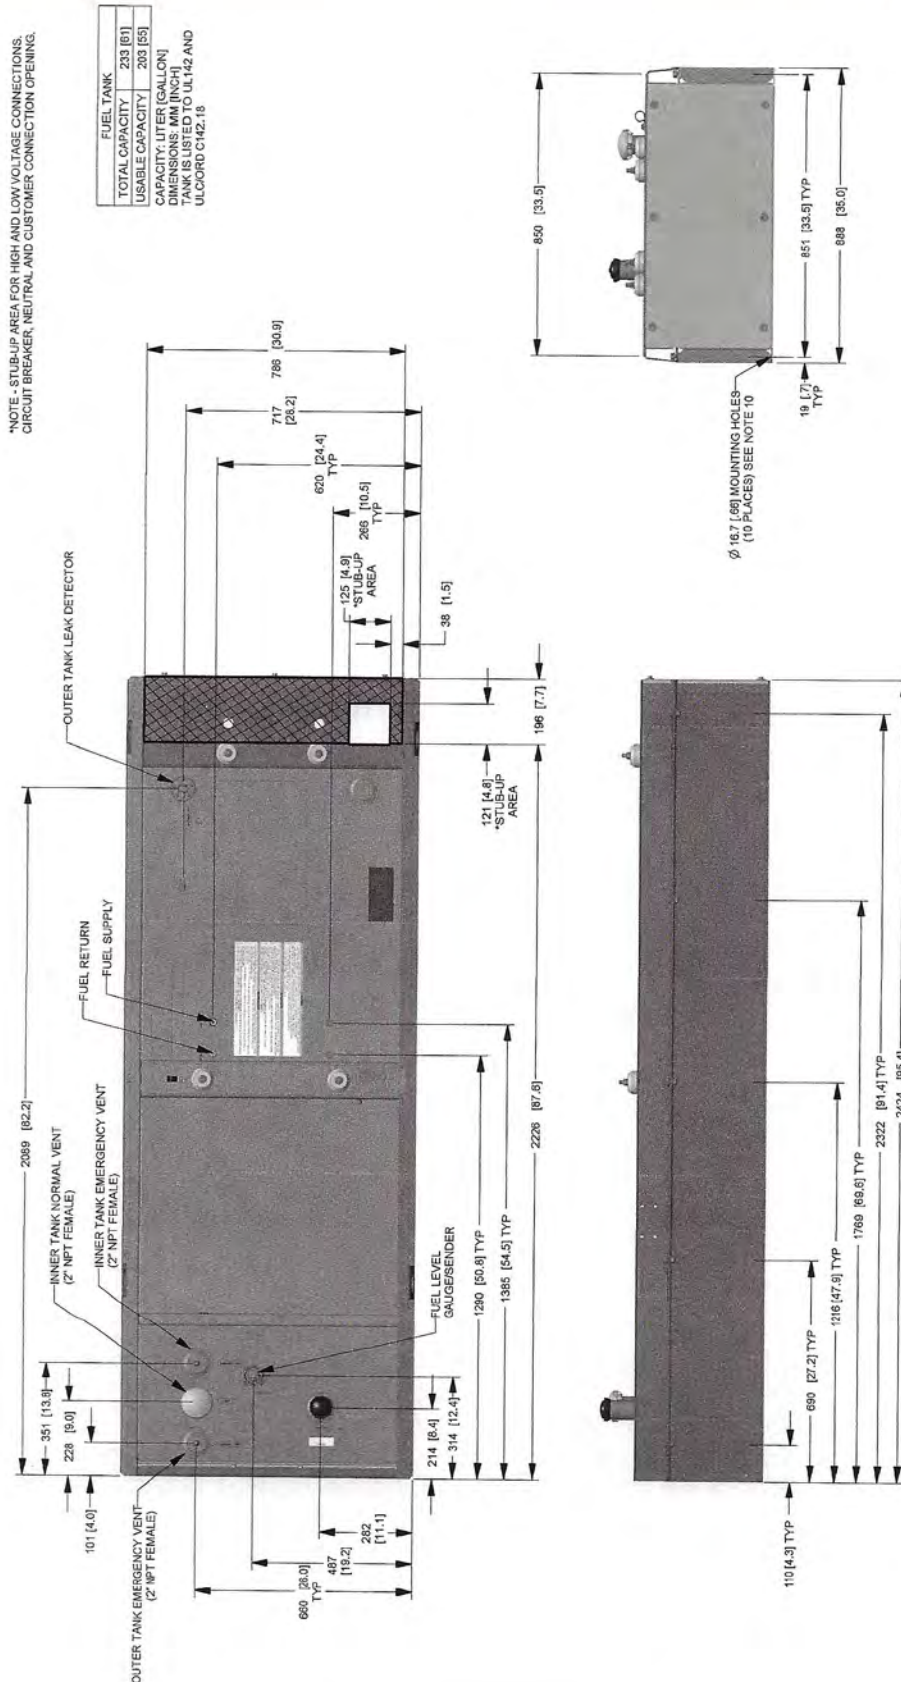 *NOTE - STUB-UP AREA FOR HIGH AND LOW VOLTAGE CONNECTIONS.
CIRCUIT BREAKER, NEUTRAL AND CUSTOMER CONNECTION OPENING.
FUEL TANK
TOTAL CAPACITY 233 [61]
USABLE CAPACITY 203 [55]
CAPACITY: LITER [GALLON]
DIMENSIONS: MM [INCH]
TANK IS LISTED TO UL142 AND
ULC/ORD C142.18
2089 [82.2]
OUTER TANK LEAK DETECTOR
FUEL RETURN
FUEL SUPPLY
INNER TANK NORMAL VENT
(2" NPT FEMALE)
INNER TANK EMERGENCY VENT
(2" NPT FEMALE)
351 [13.8]
228 [9.0]
101 [4.0]
OUTER TANK EMERGENCY VENT
(2" NPT FEMALE)
660 [26.0]
TYP
487
[19.2]
282
[11.1]
FUEL LEVEL
GAUGE/SENDER
214 [8.4]
314 [12.4]
1290 [50.8] TYP
1385 [54.5] TYP
2226 [87.6]
196 [7.7]
121 [4.8]
*STUB-UP
AREA
786 [30.9]
717
[28.2]
620 [24.4]
TYP
266 [10.5]
TYP
125 [4.9]
*STUB-UP
AREA
38 [1.5]
850 [33.5]
851 [33.5] TYP
888 [35.0]
19 [.7]
TYP
Ø 16.7 [.66] MOUNTING HOLES
(10 PLACES) SEE NOTE 10
110 [4.3] TYP
690 [27.2] TYP
1216 [47.9] TYP
1769 [69.6] TYP
2322 [91.4] TYP